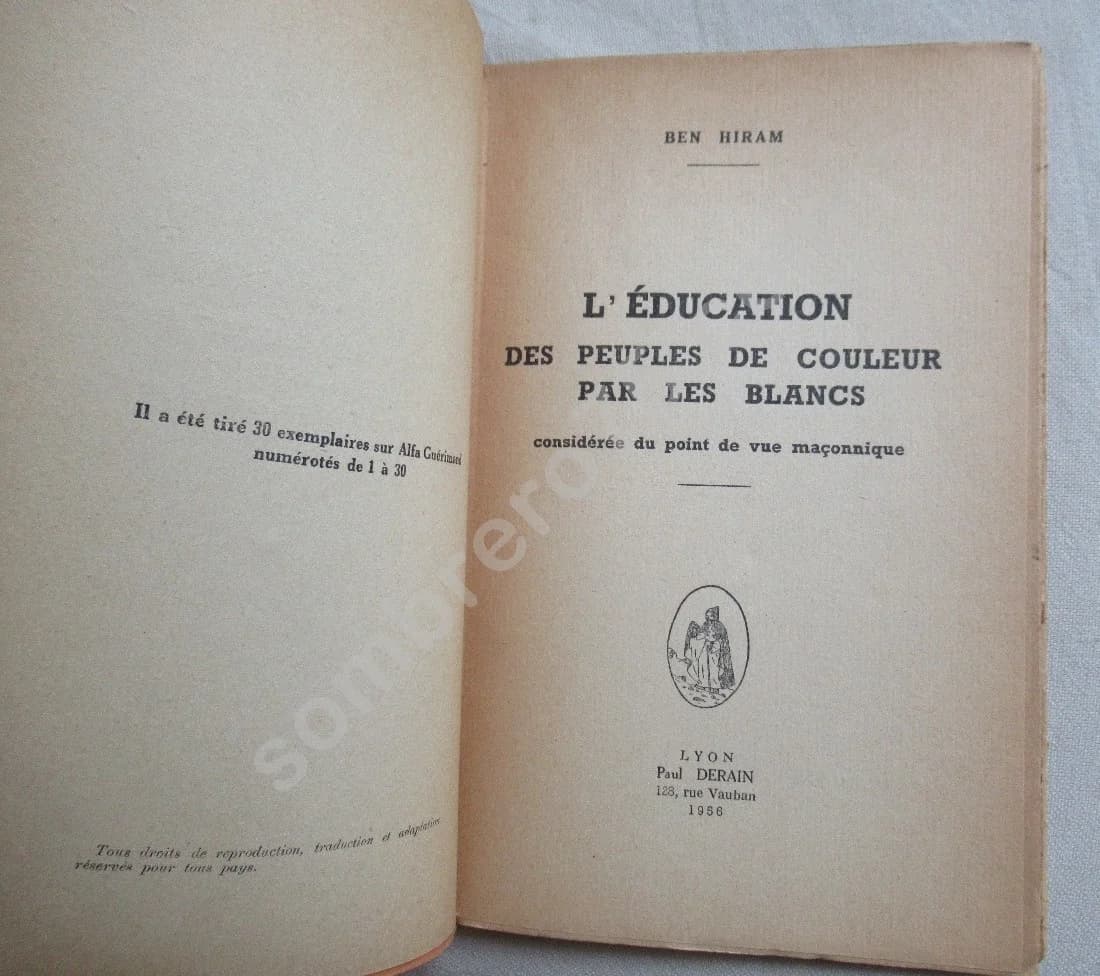 Il a été tiré 30 exemplaires sur Alfa Guérimand
numérotés de 1 à 30
Tous droits de reproduction, traduction et adaptation
réservés pour tous pays.
BEN HIRAM
L'ÉDUCATION
DES PEUPLES DE COULEUR
PAR LES BLANCS
considérée du point de vue maçonnique
LYON
Paul DERAIN
128, rue Vauban
1956
sombrero